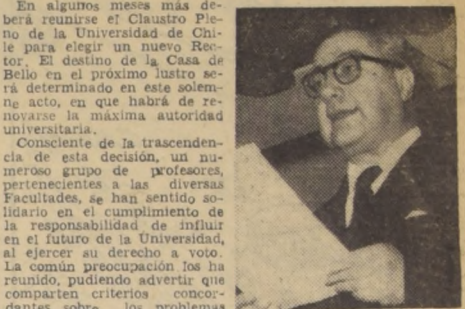 En algunos meses más de-
berá reunirse el Claustro Ple-
no de la Universidad de Chi-
le para elegir un nuevo Rec-
tor. El destino de la Casa de
Bello en el próximo lustro se-
rá determinado en este solem-
ne acto, en que habrá de re-
novarse la máxima autoridad
universitaria.
Consciente de la trascenden-
cia de esta decisión, un nu-
meroso grupo de profesores,
pertenecientes a las diversas
Facultades, se han sentido so-
lidario en el cumplimiento de
la responsabilidad de influir
en el futuro de la Universidad,
al ejercer su derecho a voto.
La común preocupación los ha
reunido, pudiendo advertir que
comparten criterios concor-
dantes sobre los problemas